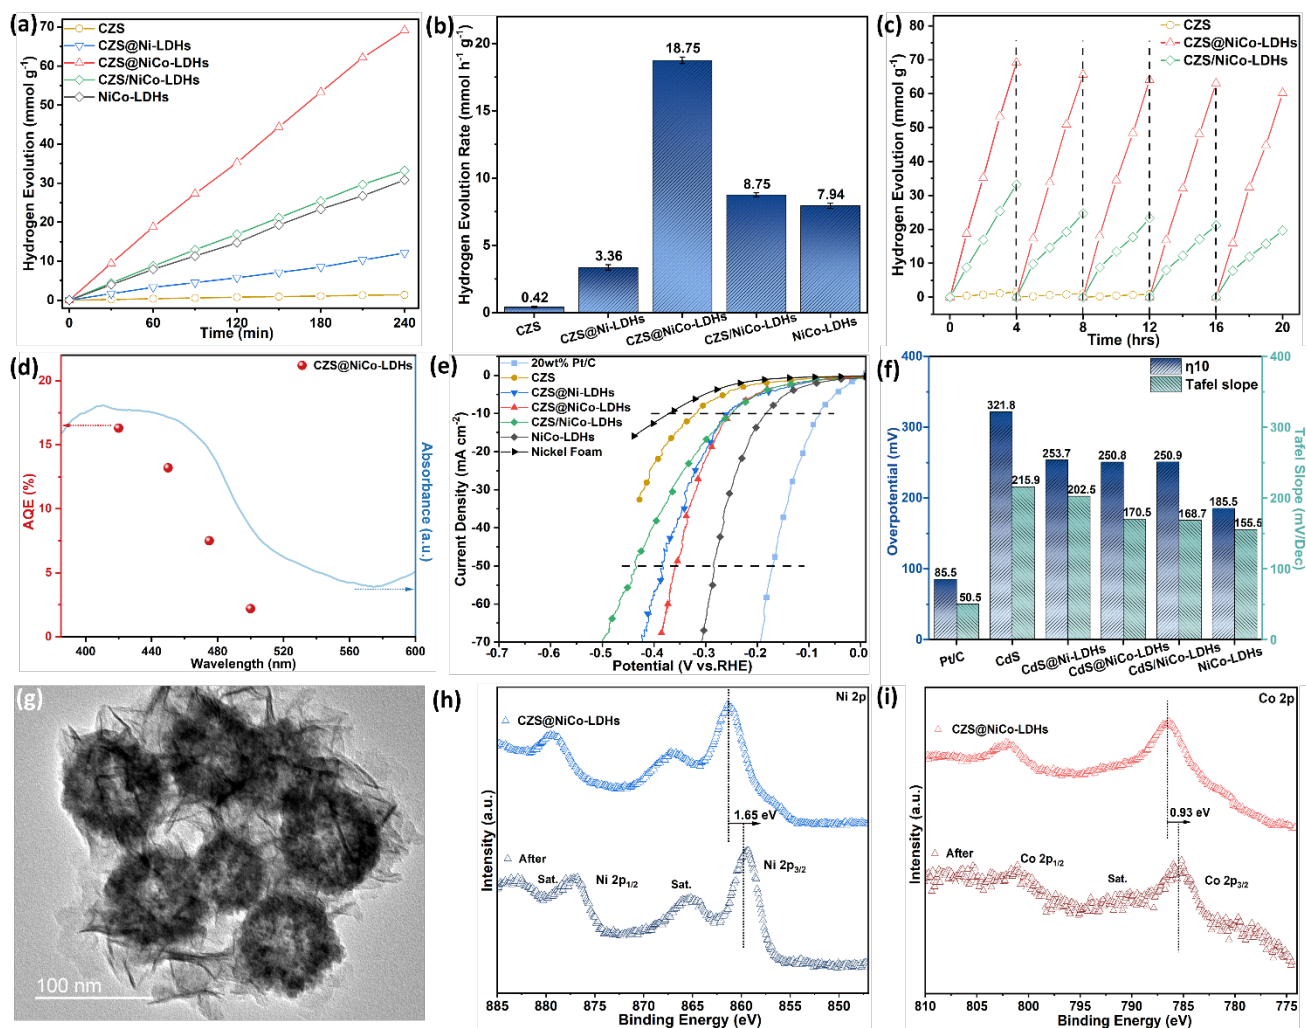 (a)
CZS
CZS@Ni-LDHs
CZS@NiCo-LDHs
CZS/NiCo-LDHs
NiCo-LDHs
Hydrogen Evolution (mmol g-1)
70
60
50
40
30
20
10
0
0 60 120 180 240
Time (min)
(b)
Hydrogen Evolution Rate (mmol h-1 g-1)
20
15
10
5
0
0.42
3.36
18.75
8.75
7.94
CZS
CZS@Ni-LDHs
CZS@NiCo-LDHs
CZS/NiCo-LDHs
NiCo-LDHs
(c)
CZS
CZS@NiCo-LDHs
CZS/NiCo-LDHs
Hydrogen Evolution (mmol g-1)
80
70
60
50
40
30
20
10
0
0 4 8 12 16 20
Time (hrs)
(d)
CZS@NiCo-LDHs
AQE (%)
20
15
10
5
0
400 440 480 520 560 600
Wavelength (nm)
Absorbance (a.u.)
(e)
20wt% Pt/C
CZS
CZS@Ni-LDHs
CZS@NiCo-LDHs
CZS/NiCo-LDHs
NiCo-LDHs
Nickel Foam
Current Density (mA cm-2)
0
-10
-20
-30
-40
-50
-60
-70
-0.5 -0.4 -0.3 -0.2 -0.1 0.0
Potential (V vs.RHE)
(f)
η10
Tafel slope
Overpotential (mV)
400
300
200
100
0
85.5
50.5
321.8
215.9
253.7
202.5
250.8
170.5
250.9
168.7
185.5
155.5
Pt/C
CdS
CdS@Ni-LDHs
CdS@NiCo-LDHs
CdS/NiCo-LDHs
NiCo-LDHs
400
300
200
100
0
Tafel Slope (mV/Dec)
(g)
100 nm
(h)
Ni 2p
CZS@NiCo-LDHs
1.65 eV
After
Sat.
Ni 2p1/2
Sat.
Ni 2p3/2
Intensity (a.u.)
885 880 875 870 865 860 855 850
Binding Energy (eV)
(i)
Co 2p
CZS@NiCo-LDHs
0.93 eV
After
Co 2p1/2
Sat.
Co 2p3/2
Intensity (a.u.)
810 805 800 795 790 785 780 775
Binding Energy (eV)